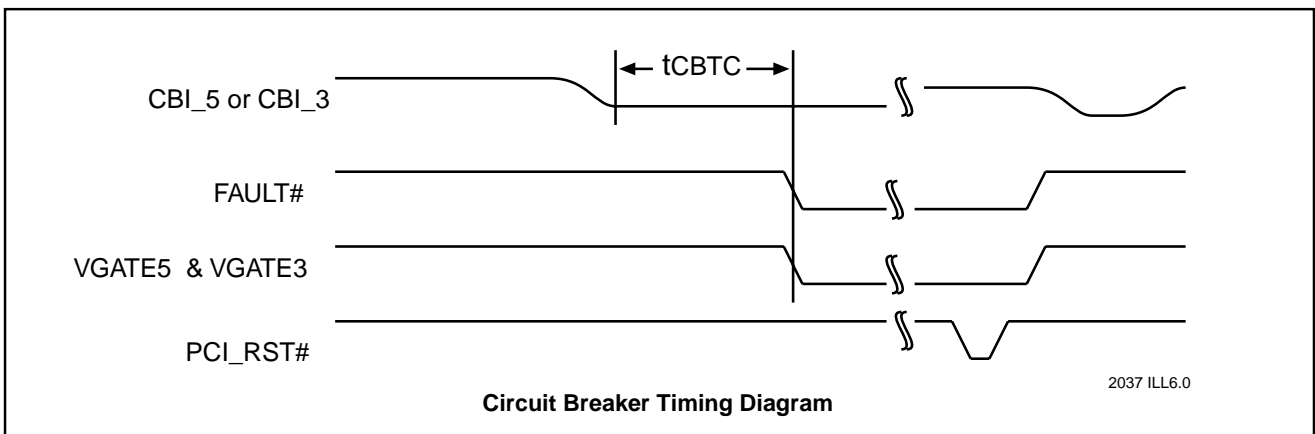 tCBTC
CBI_5 or CBI_3
FAULT#
VGATE5 & VGATE3
PCI_RST#
2037 ILL6.0
Circuit Breaker Timing Diagram